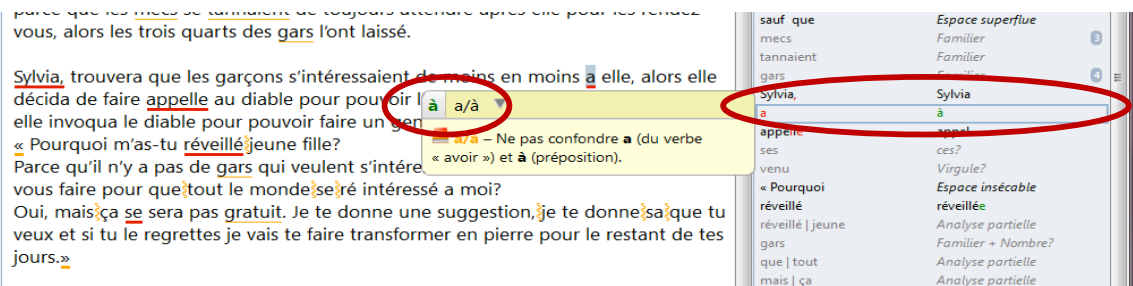 parce que les mecs se tannaient de toujours attendre après elle pour les rendez-
vous, alors les trois quarts des gars l'ont laissé.
Sylvia, trouvera que les garçons s'intéressaient de moins en moins a elle, alors elle
décida de faire appelle au diable pour pouvoir
elle invoqua le diable pour pouvoir faire un
« Pourquoi m'as-tu réveillé jeune fille?
Parce qu'il n'y a pas de gars qui veulent
vous faire pour que tout le monde se ré intéressé a moi?
Oui, mais ça se sera pas gratuit. Je te donne une suggestion, je te donne sa que tu
veux et si tu le regrettes je vais te faire transformer en pierre pour le restant de tes
jours.»
à a/à
a/à – Ne pas confondre a (du verbe
« avoir ») et à (préposition).
sauf que Espace superflue
mecs Familier 3
tannaient Familier
gars Familier 4
Sylvia, Sylvia
a à
appelle appel
ses ces?
venu Virgule?
« Pourquoi Espace insécable
réveillé réveillée
réveillé | jeune Analyse partielle
gars Familier + Nombre?
que | tout Analyse partielle
mais | ça Analyse partielle